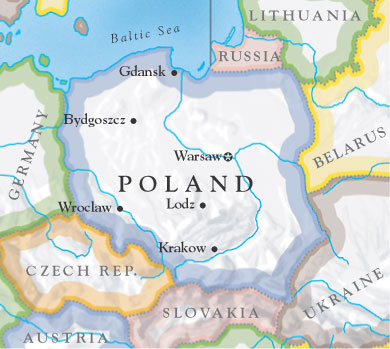 LITHUANIA
Baltic Sea
RUSSIA
Gdansk
Bydgoszcz
GERMANY
BELARUS
Warsaw
POLAND
Wroclaw
Lodz
Krakow
CZECH REP.
UKRAINE
SLOVAKIA
AUSTRIA